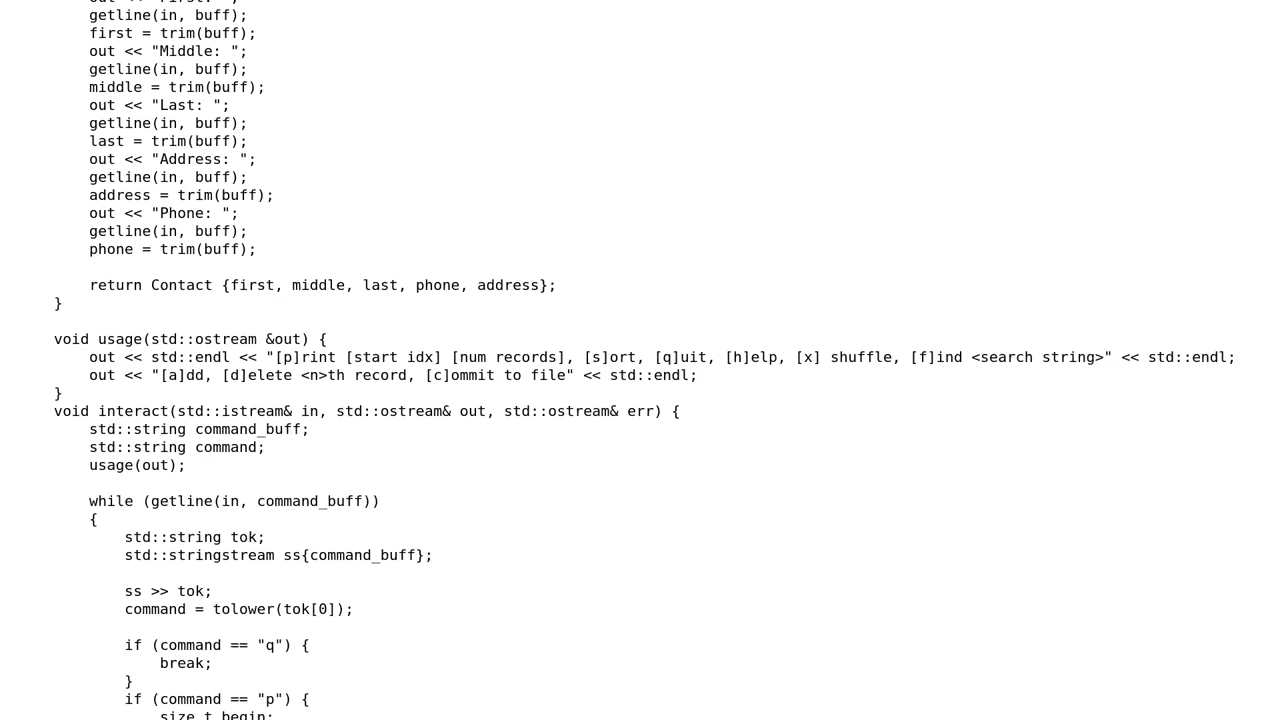 out << "First: ";
getline(in, buff);
first = trim(buff);
out << "Middle: ";
getline(in, buff);
middle = trim(buff);
out << "Last: ";
getline(in, buff);
last = trim(buff);
out << "Address: ";
getline(in, buff);
address = trim(buff);
out << "Phone: ";
getline(in, buff);
phone = trim(buff);
return Contact {first, middle, last, phone, address};
}
void usage(std::ostream &out) {
out << std::endl << "[p]rint [start idx] [num records], [s]ort, [q]uit, [h]elp, [x] shuffle, [f]ind <search string>" << std::endl;
out << "[a]dd, [d]elete <n>th record, [c]ommit to file" << std::endl;
}
void interact(std::istream& in, std::ostream& out, std::ostream& err) {
std::string command_buff;
std::string command;
usage(out);
while (getline(in, command_buff))
{
std::string tok;
std::stringstream ss{command_buff};
ss >> tok;
command = tolower(tok[0]);
if (command == "q") {
break;
}
if (command == "p") {
size_t begin;